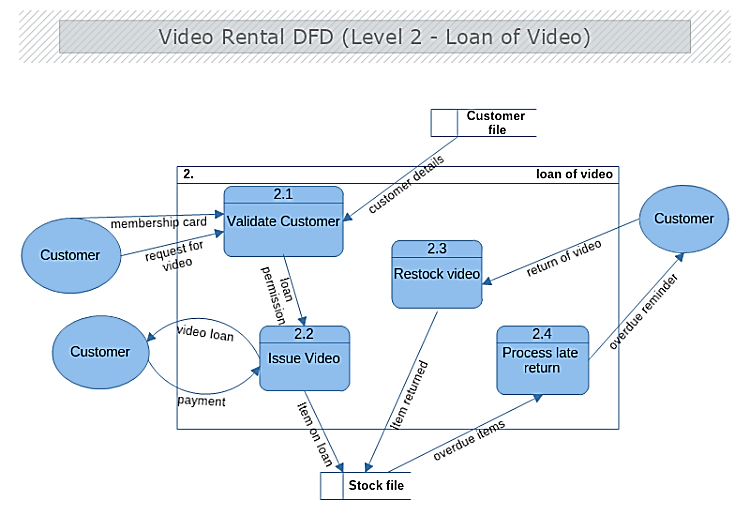 Video Rental DFD (Level 2 - Loan of Video)
Customer
file
customer details
2.
loan of video
2.1
Validate Customer
membership card
request for
video
Customer
loan
permission
2.3
Restock video
return of video
Customer
2.2
Issue Video
video loan
payment
Customer
2.4
Process late
return
overdue reminder
item on loan
item returned
overdue items
Stock file